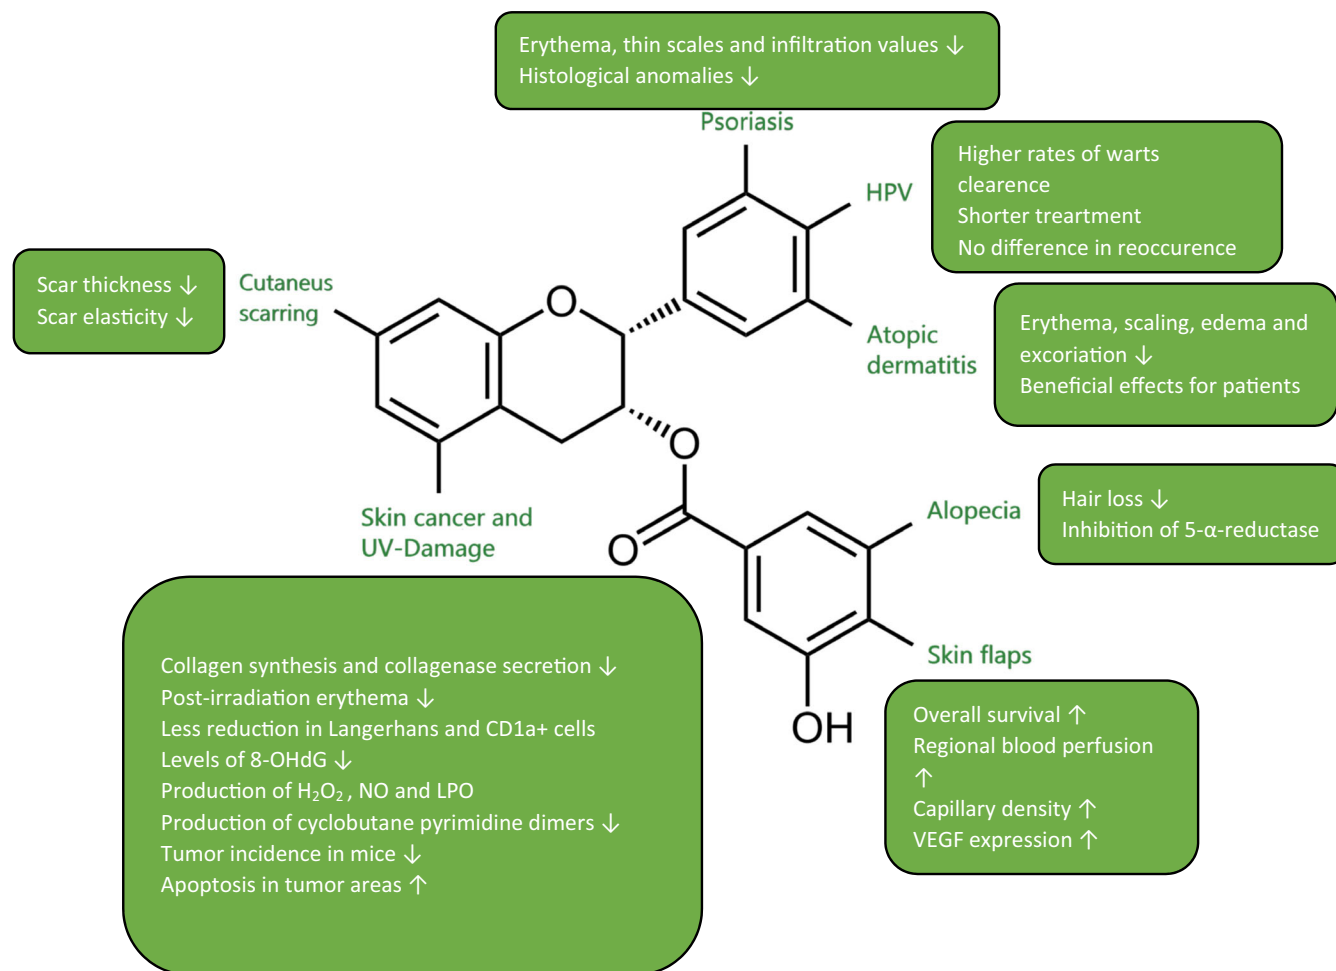 Erythema, thin scales and infiltration values ↓
Histological anomalies ↓
Psoriasis
HPV
Higher rates of warts
clearence
Shorter treartment
No difference in reoccurence
Scar thickness ↓
Scar elasticity ↓
Cutaneus
scarring
O
Atopic
dermatitis
Erythema, scaling, edema and
excoriation ↓
Beneficial effects for patients
O
Skin cancer and
UV-Damage
O
Alopecia
Hair loss ↓
Inhibition of 5-α-reductase
Skin flaps
OH
Collagen synthesis and collagenase secretion ↓
Post-irradiation erythema ↓
Less reduction in Langerhans and CD1a+ cells
Levels of 8-OHdG ↓
Production of H₂O₂ , NO and LPO
Production of cyclobutane pyrimidine dimers ↓
Tumor incidence in mice ↓
Apoptosis in tumor areas ↑
Overall survival ↑
Regional blood perfusion
↑
Capillary density ↑
VEGF expression ↑